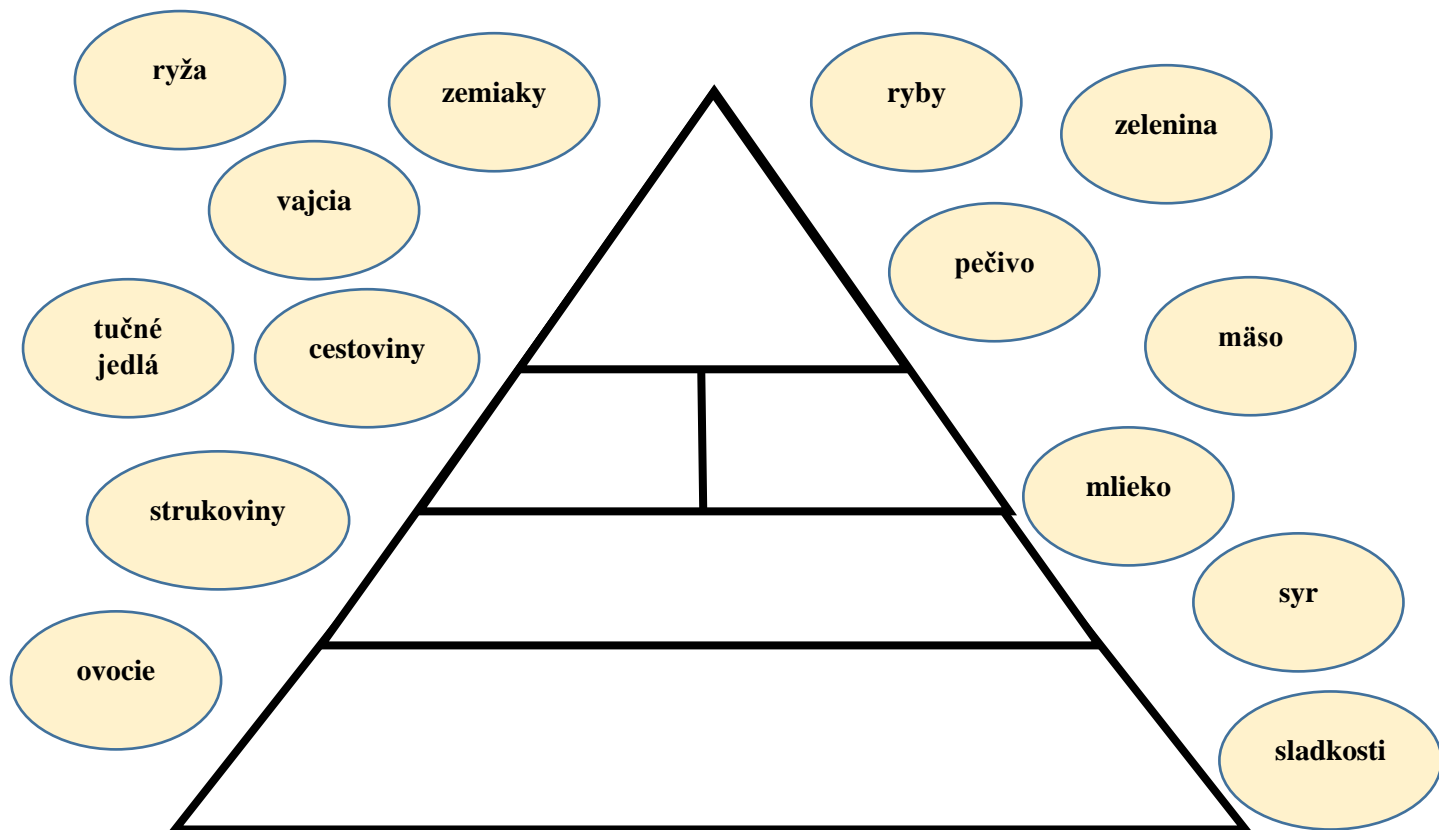 ryža
zemiaky
ryby
zelenina
vajcia
pečivo
tučné
jedlá
cestoviny
mäso
mlieko
strukoviny
syr
ovocie
sladkosti